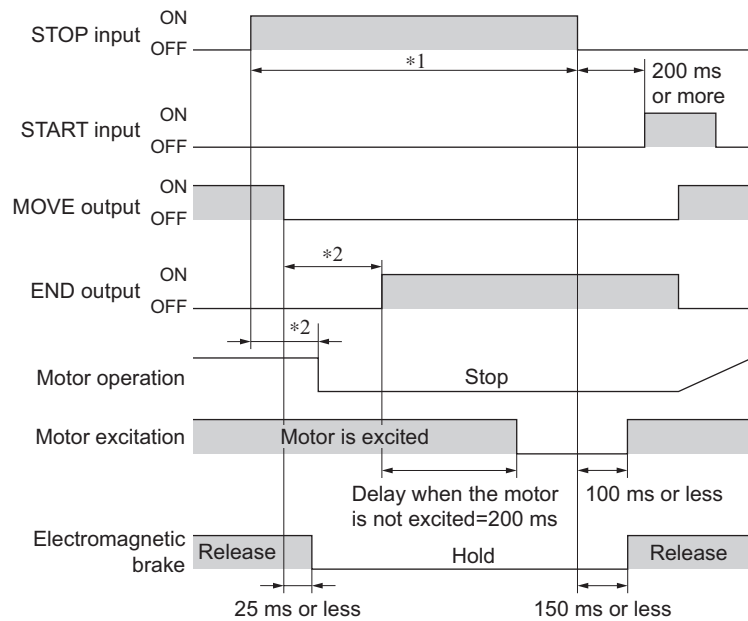 STOP input
ON
OFF
*1
200 ms
or more
START input
ON
OFF
MOVE output
ON
OFF
*2
END output
ON
OFF
*2
Motor operation
Stop
Motor excitation
Motor is excited
Delay when the motor
is not excited=200 ms
100 ms or less
Electromagnetic
brake
Release
Hold
Release
25 ms or less
150 ms or less